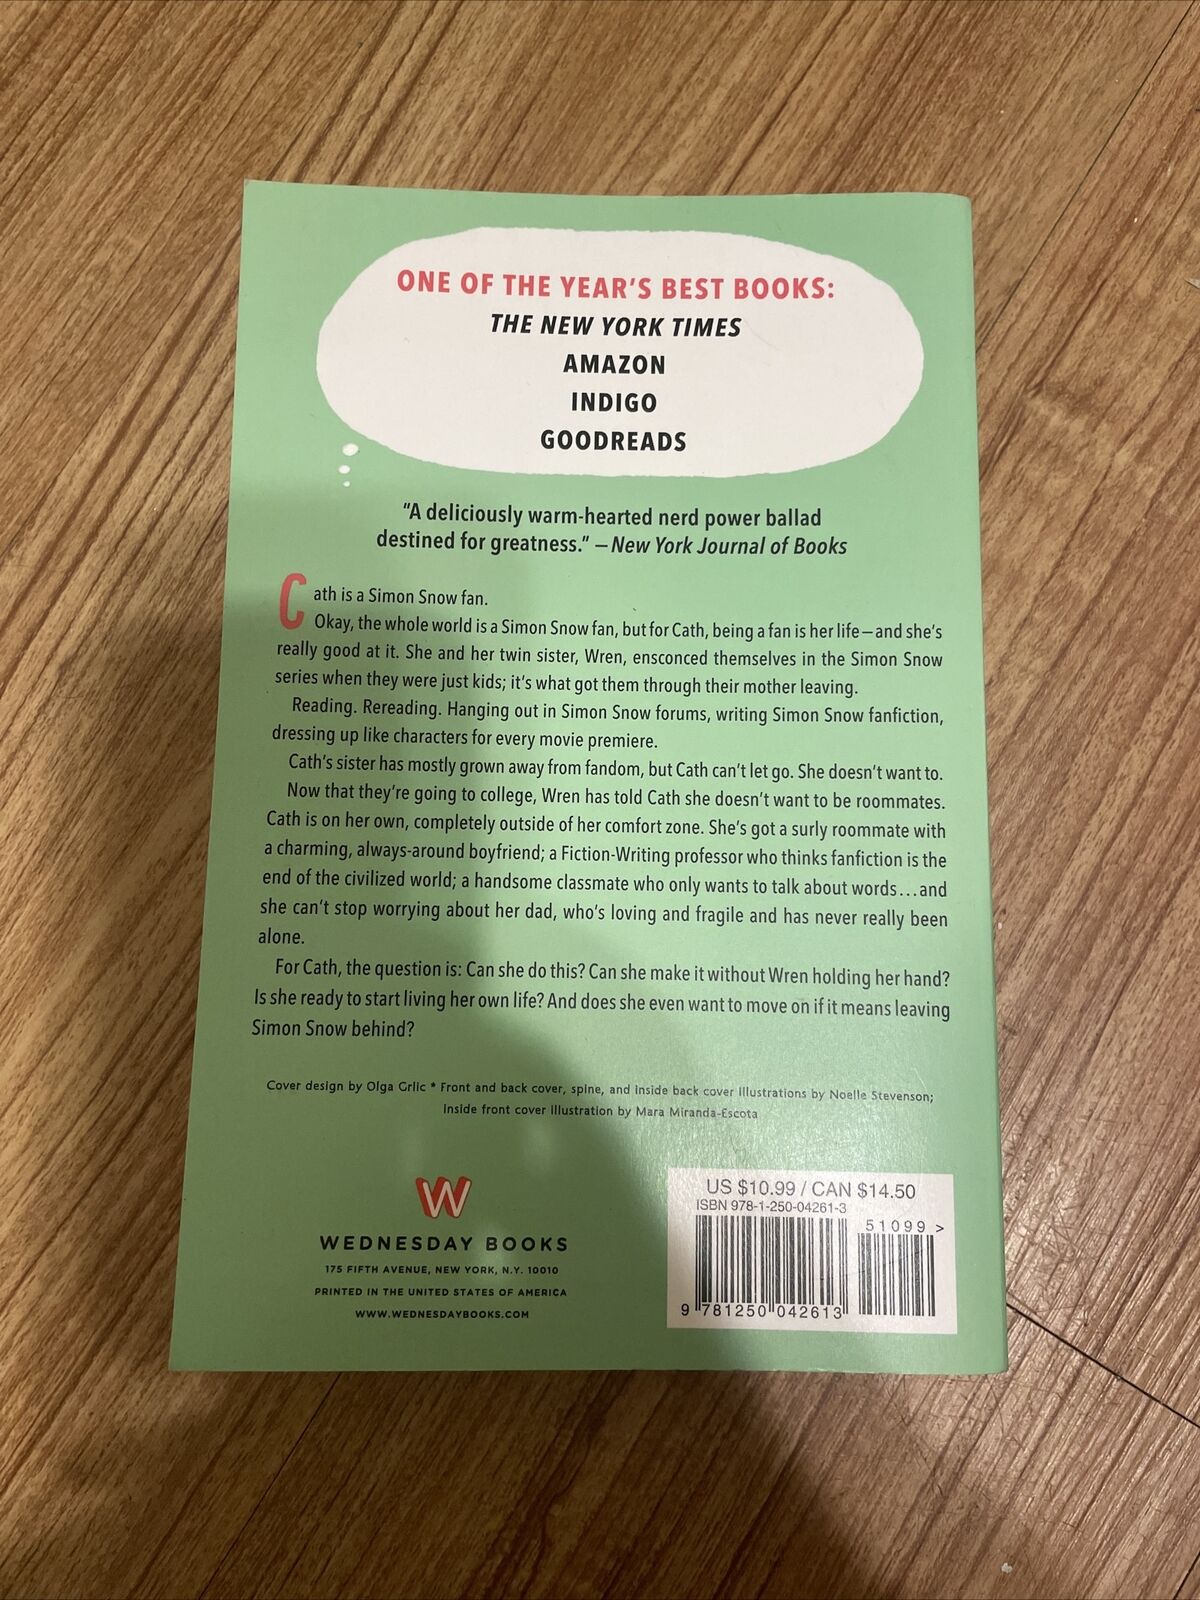 ONE OF THE YEAR'S BEST BOOKS:
THE NEW YORK TIMES
AMAZON
INDIGO
GOODREADS
"A deliciously warm-hearted nerd power ballad
destined for greatness." —New York Journal of Books
Cath is a Simon Snow fan.
Okay, the whole world is a Simon Snow fan, but for Cath, being a fan is her life—and she's
really good at it. She and her twin sister, Wren, ensconced themselves in the Simon Snow
series when they were just kids; it's what got them through their mother leaving.
Reading. Rereading. Hanging out in Simon Snow forums, writing Simon Snow fanfiction,
dressing up like characters for every movie premiere.
Cath's sister has mostly grown away from fandom, but Cath can't let go. She doesn't want to.
Now that they're going to college, Wren has told Cath she doesn't want to be roommates.
Cath is on her own, completely outside of her comfort zone. She's got a surly roommate with
a charming, always-around boyfriend; a Fiction-Writing professor who thinks fanfiction is the
end of the civilized world; a handsome classmate who only wants to talk about words...and
she can't stop worrying about her dad, who's loving and fragile and has never really been
alone.
For Cath, the question is: Can she do this? Can she make it without Wren holding her hand?
Is she ready to start living her own life? And does she even want to move on if it means leaving
Simon Snow behind?
Cover design by Olga Grlic * Front and back cover, spine, and inside back cover illustrations by Noelle Stevenson;
Inside front cover illustration by Mara Miranda-Escota
W
WEDNESDAY BOOKS
175 FIFTH AVENUE, NEW YORK, N.Y. 10010
PRINTED IN THE UNITED STATES OF AMERICA
WWW.WEDNESDAYBOOKS.COM
US $10.99 / CAN $14.50
ISBN 978-1-250-04261-3
51099 >
9 781250 042613